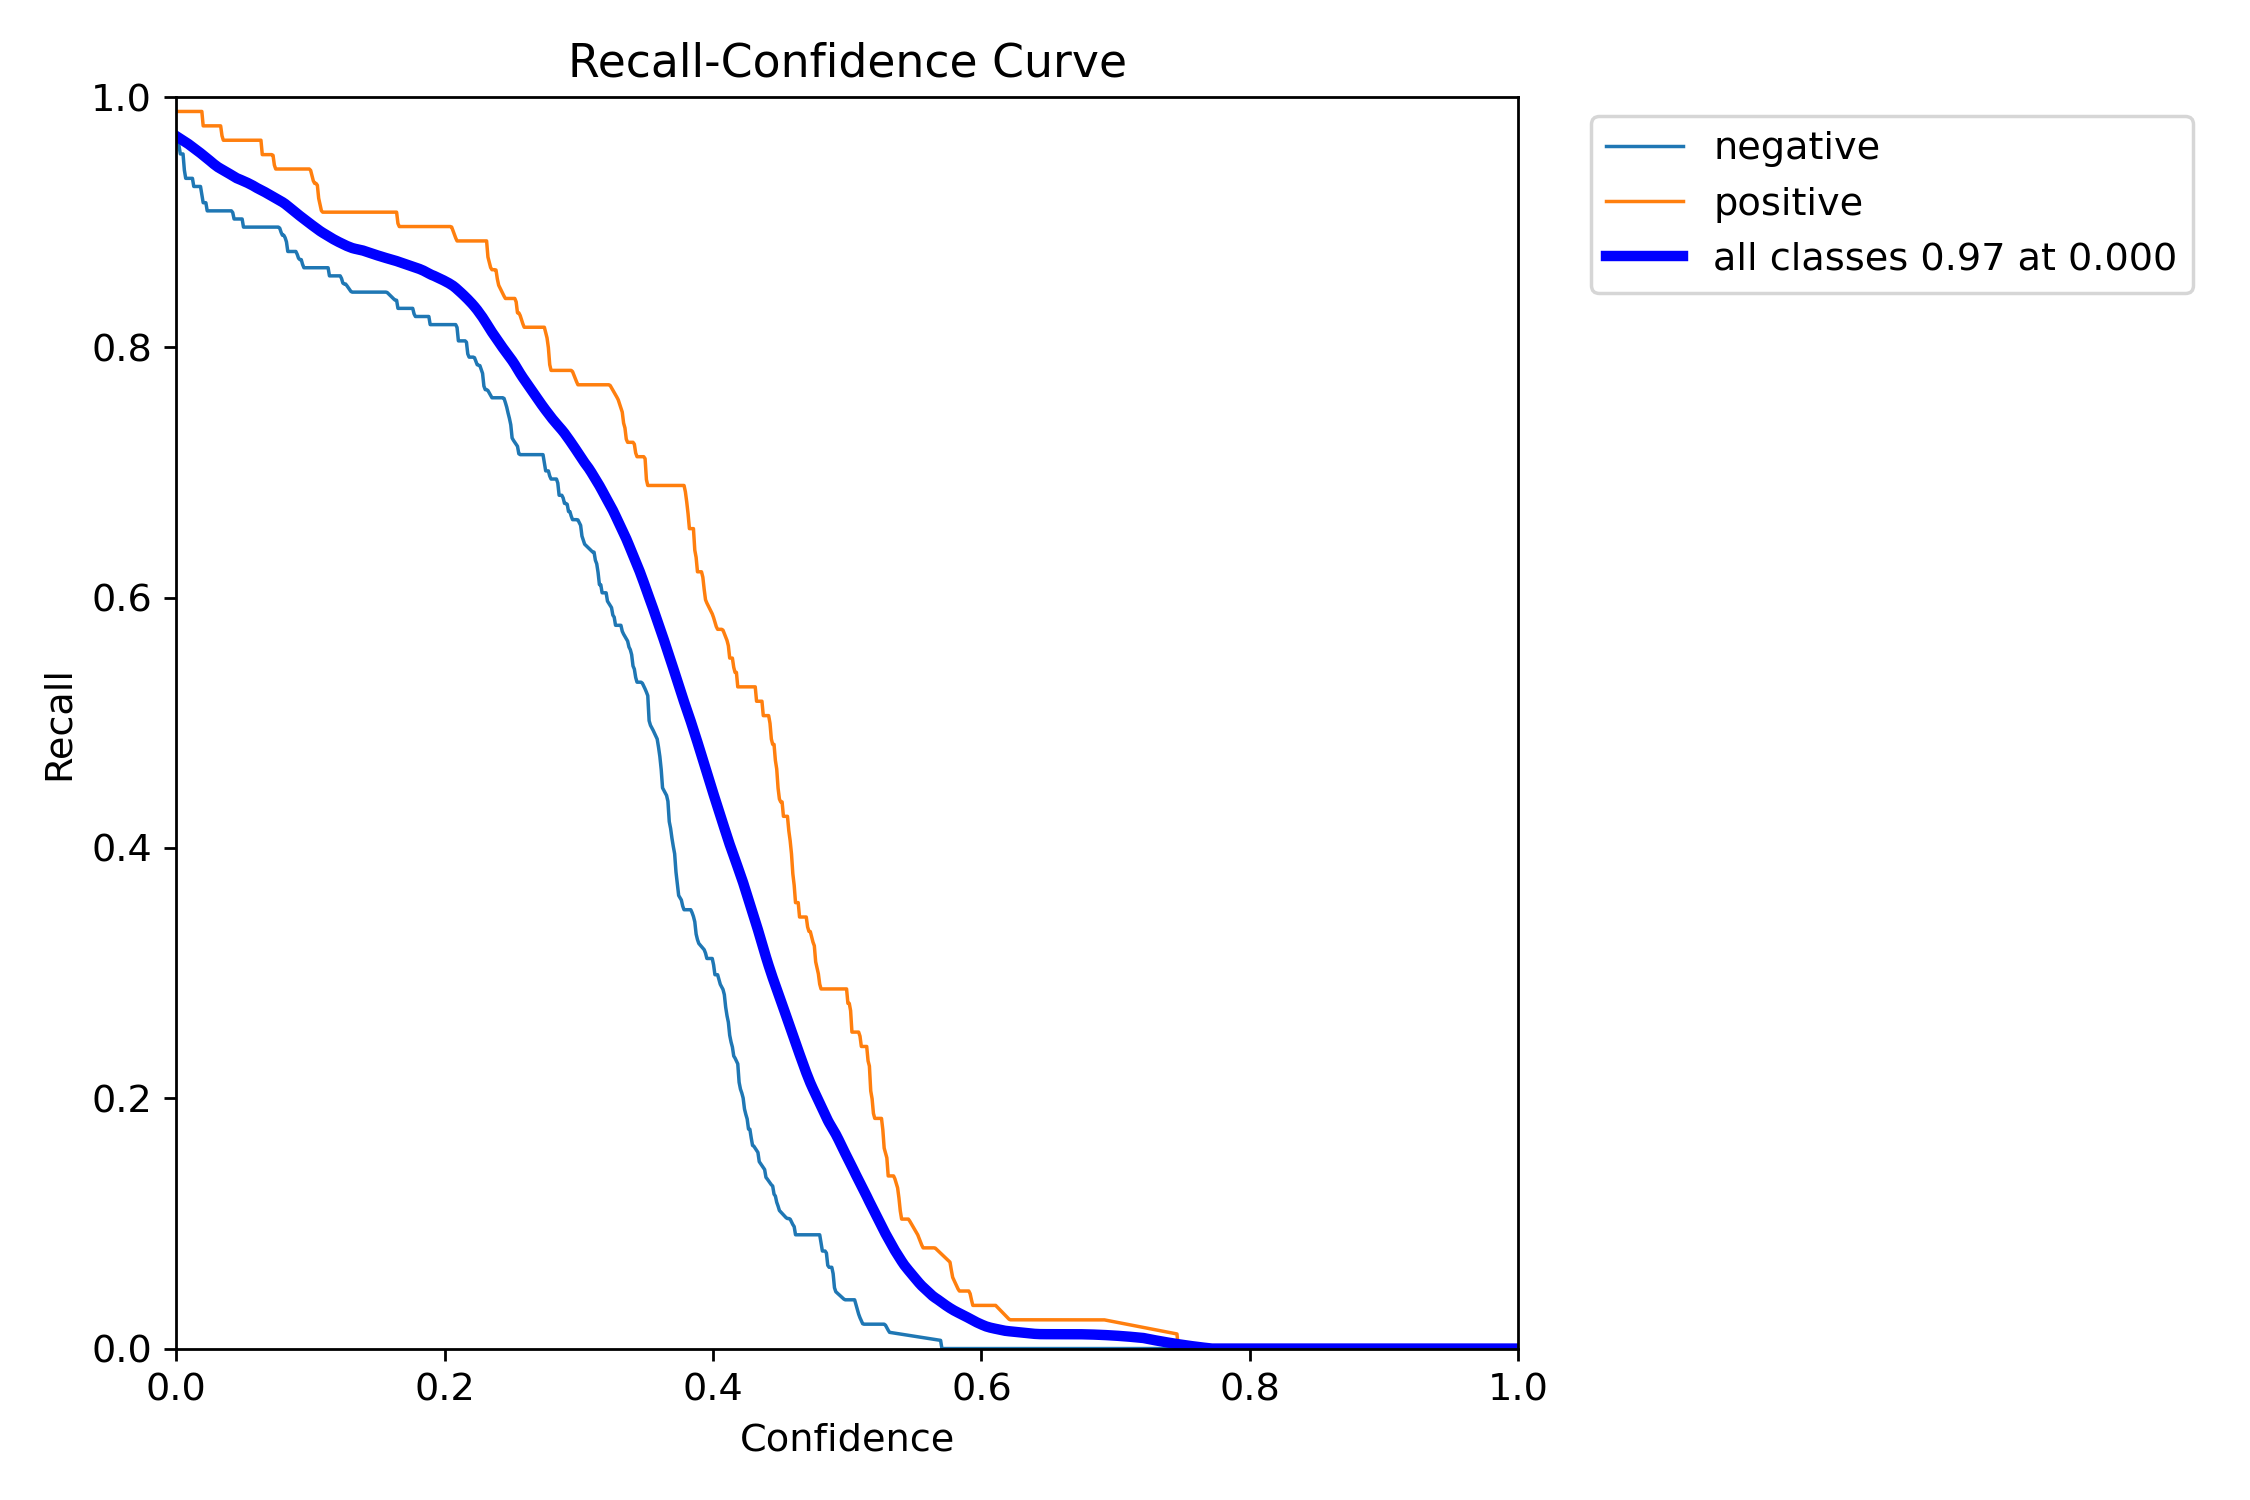 Recall-Confidence Curve
1.0
0.8
0.6
0.4
0.2
0.0
Recall
0.0 0.2 0.4 0.6 0.8 1.0
Confidence
negative
positive
all classes 0.97 at 0.000